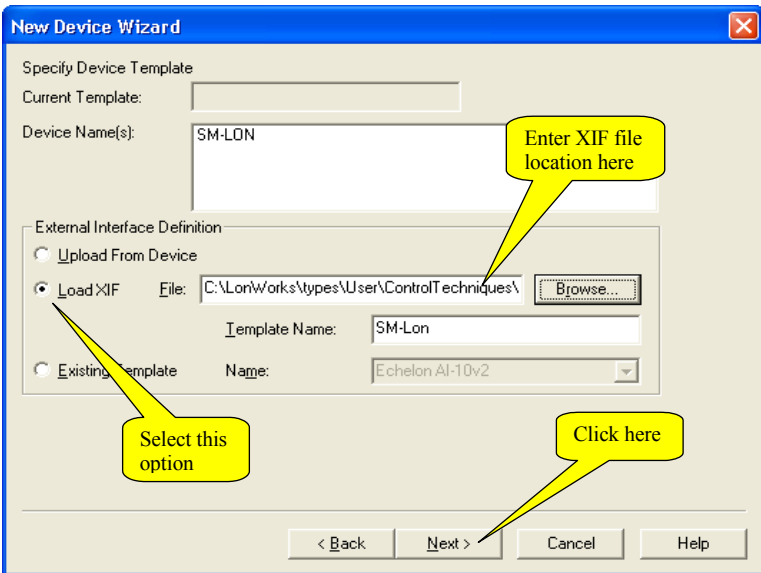 New Device Wizard
Specify Device Template
Current Template:
Device Name(s):
SM-LON
Enter XIF file
location here
External Interface Definition
Upload From Device
Load XIF
File:
C:\LonWorks\types\User\ControlTechniques\
Browse...
Template Name:
SM-Lon
Existing Template
Name:
Echelon AI-10v2
Select this
option
Click here
< Back
Next >
Cancel
Help